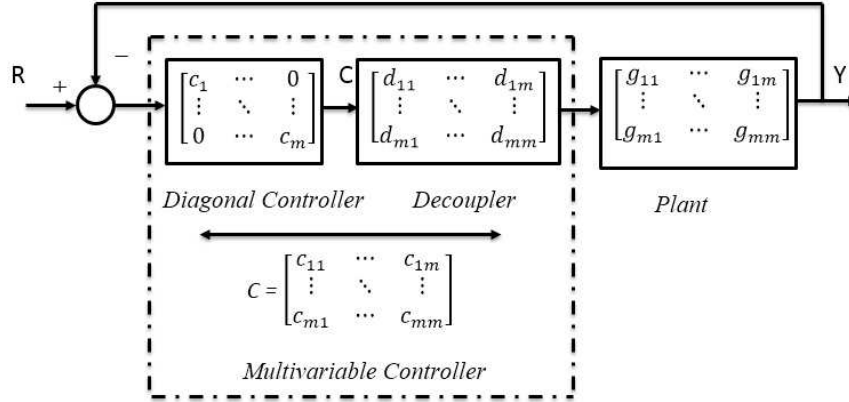 R
+
−
C
Y
[c₁ ⋯ 0]
[⋮ ⋱ ⋮]
[0 ⋯ cₘ]
[d₁₁ ⋯ d₁ₘ]
[⋮ ⋱ ⋮]
[dₘ₁ ⋯ dₘₘ]
[g₁₁ ⋯ g₁ₘ]
[⋮ ⋱ ⋮]
[gₘ₁ ⋯ gₘₘ]
Diagonal Controller
Decoupler
Plant
C = [c₁₁ ⋯ c₁ₘ]
[⋮ ⋱ ⋮]
[cₘ₁ ⋯ cₘₘ]
Multivariable Controller